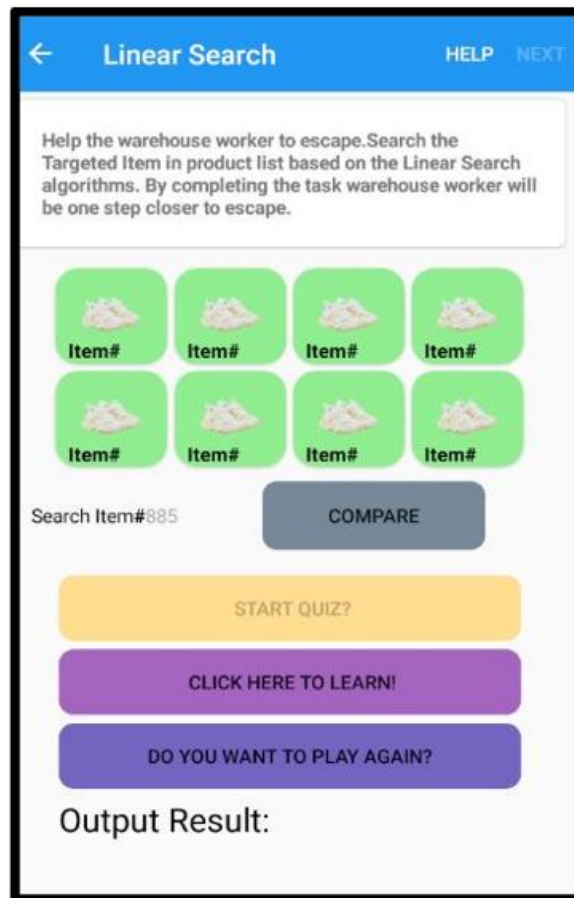 Linear Search HELP NEXT
Help the warehouse worker to escape.Search the
Targeted Item in product list based on the Linear Search
algorithms. By completing the task warehouse worker will
be one step closer to escape.
Item# Item# Item# Item#
Item# Item# Item# Item#
Search Item#885 COMPARE
START QUIZ?
CLICK HERE TO LEARN!
DO YOU WANT TO PLAY AGAIN?
Output Result: